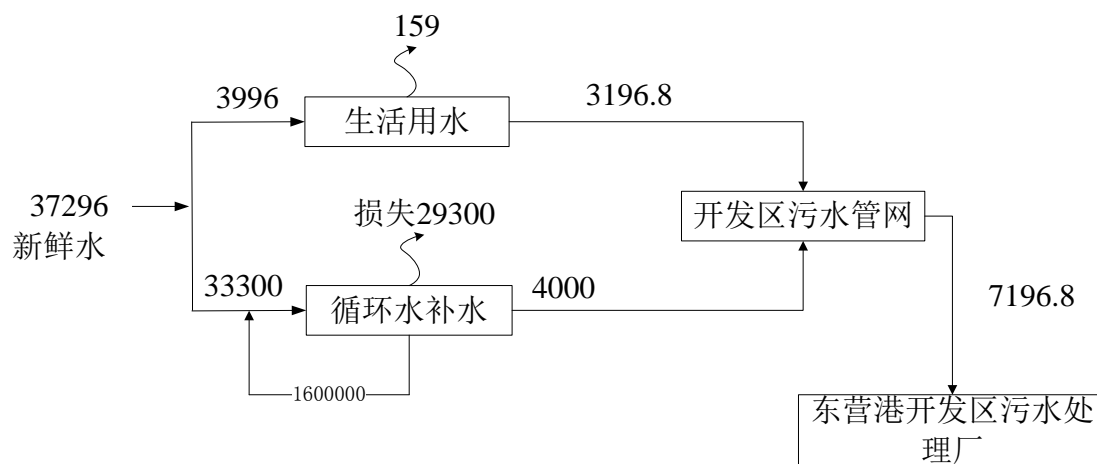 159
3996
生活用水
3196.8
37296
新鲜水
损失29300
开发区污水管网
33300
循环水补水
4000
7196.8
1600000
东营港开发区污水处
理厂